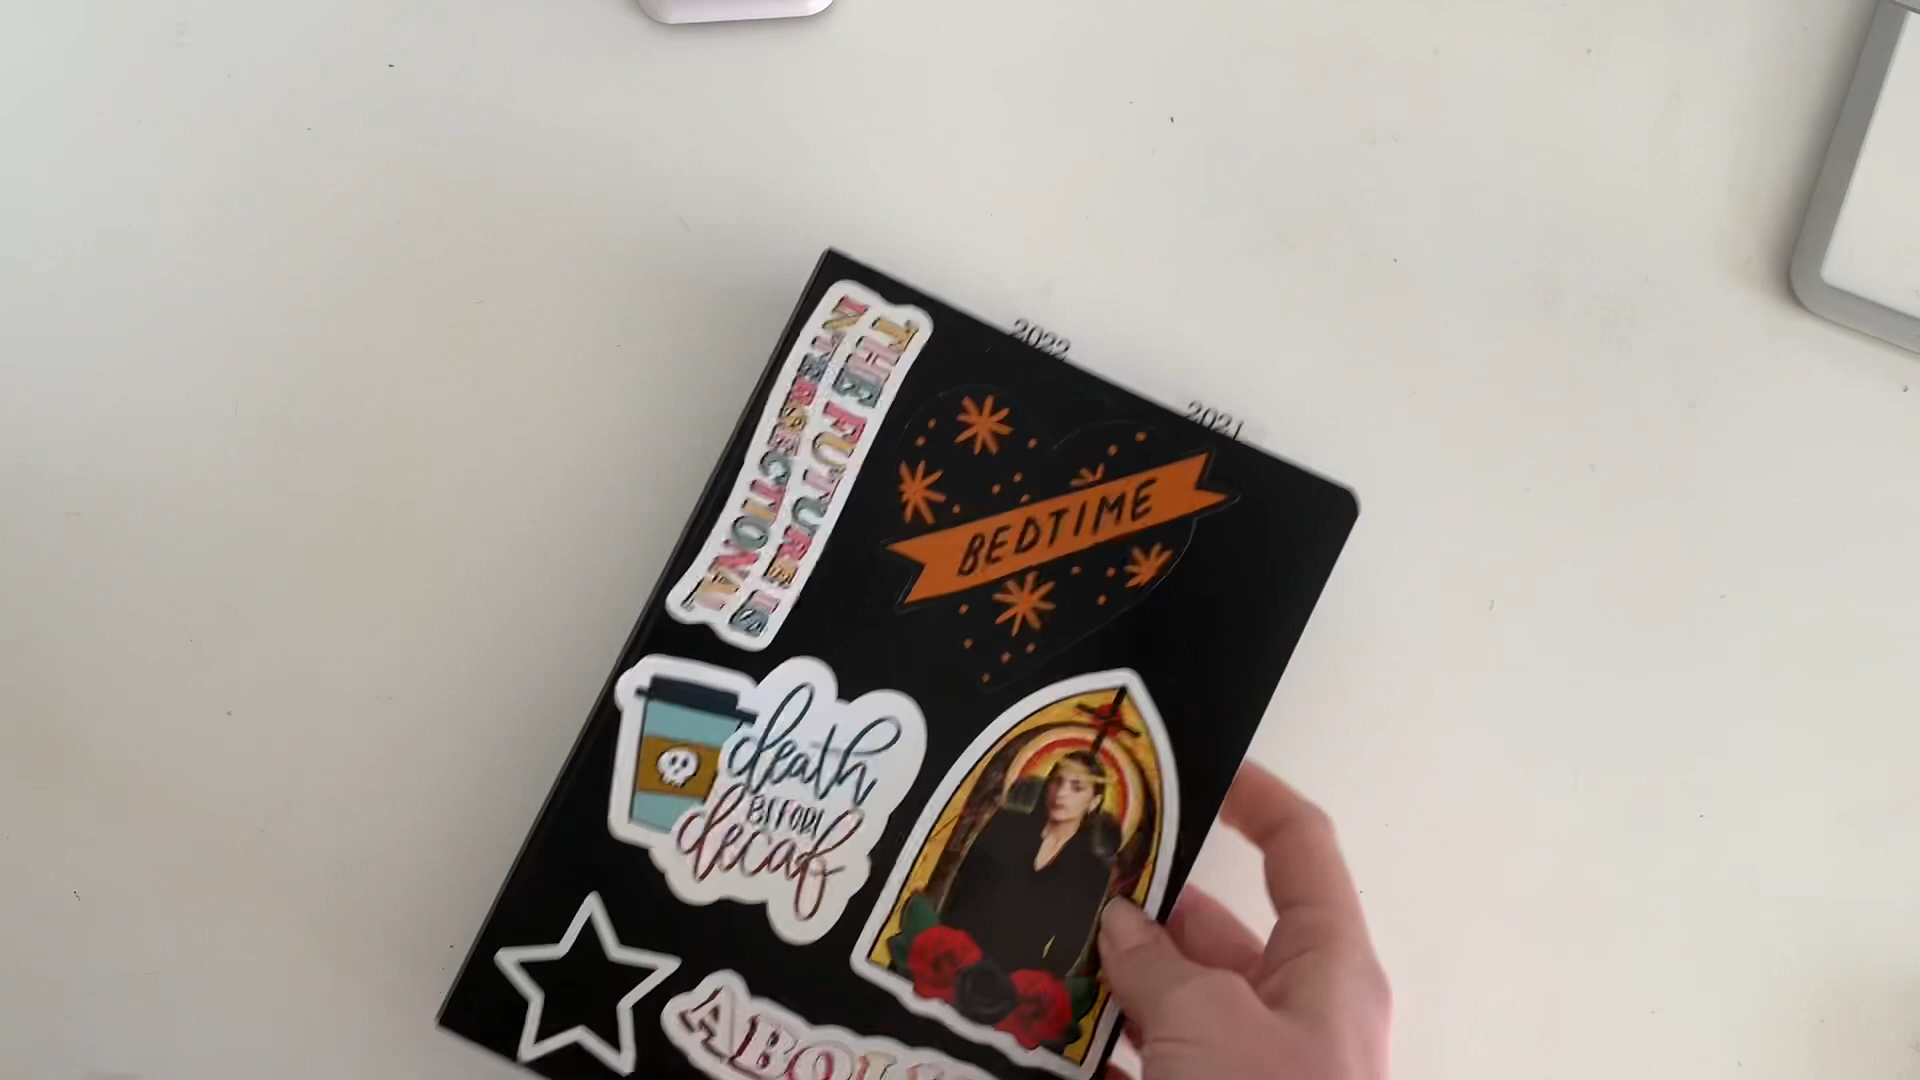 2022
2021
THE FUTURE IS
INTERSECTIONAL
BEDTIME
death
BEFORE
decaf